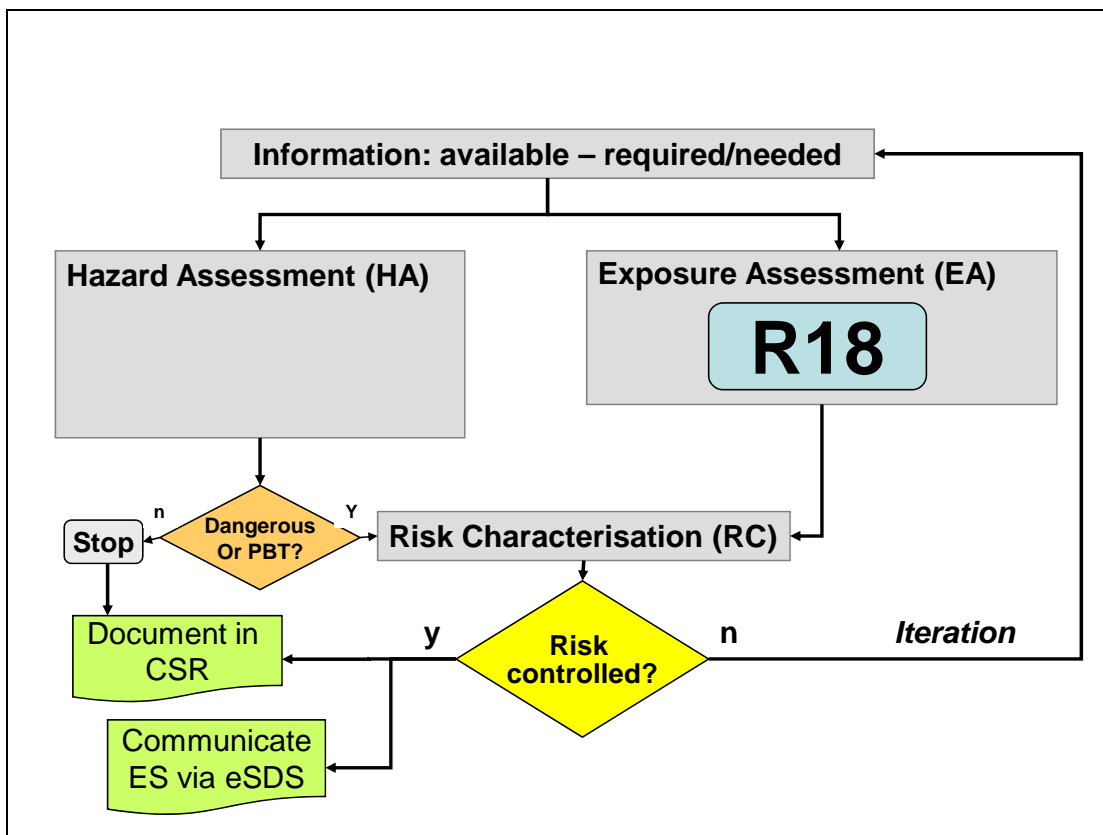 Information: available – required/needed
Hazard Assessment (HA)
Exposure Assessment (EA)
R18
n
Dangerous
Or PBT?
Y
Stop
Risk Characterisation (RC)
Document in
CSR
y
Risk
controlled?
n
Iteration
Communicate
ES via eSDS